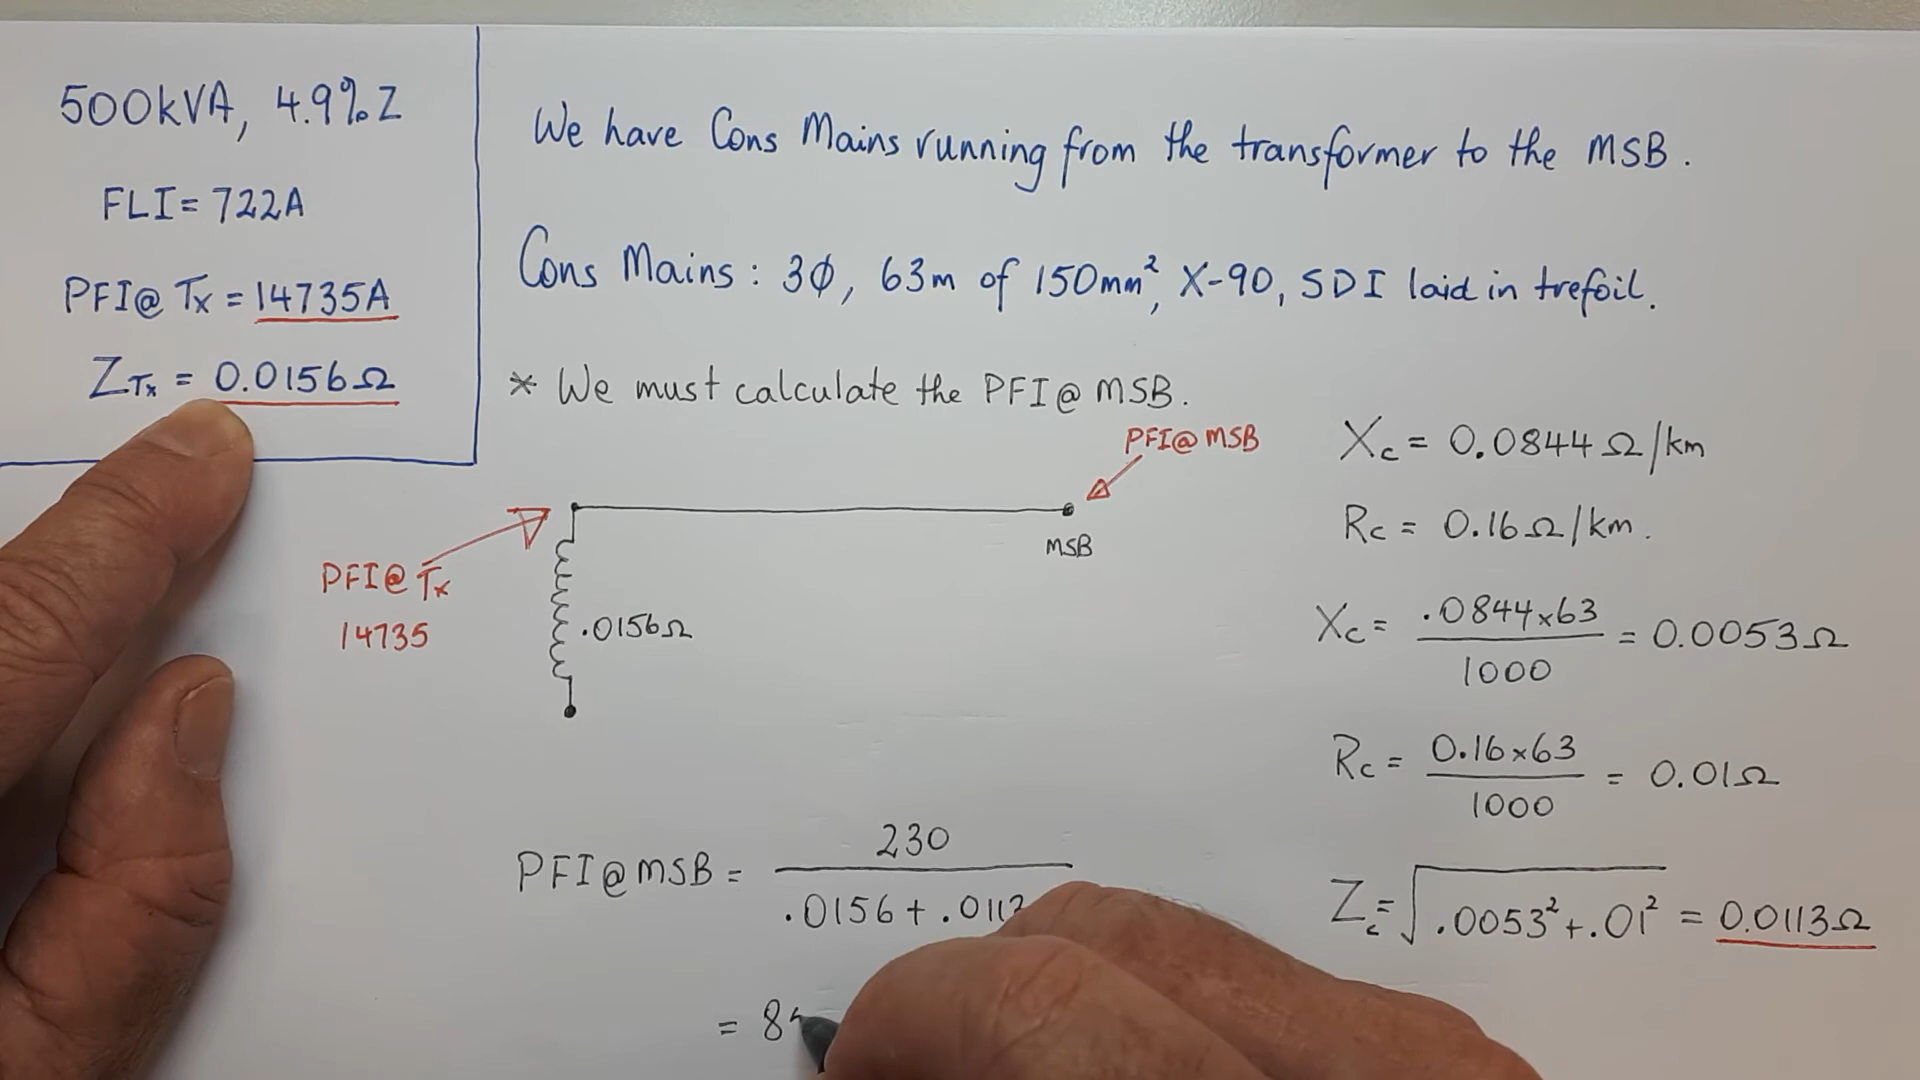 500kVA, 4.9%Z
FLI = 722A
PFI@ Tx = 14735A
ZTx = 0.0156Ω
We have Cons Mains running from the transformer to the MSB.
Cons Mains : 3Ø, 63m of 150mm², X-90, SDI laid in trefoil.
* We must calculate the PFI@ MSB.
PFI@ MSB
MSB
PFI@ Tx
14735
.0156Ω
Xc = 0.0844 Ω/km
Rc = 0.16Ω/km.
Xc = .0844x63 / 1000 = 0.0053Ω
Rc = 0.16x63 / 1000 = 0.01Ω
Zc = √.0053² + .01² = 0.0113Ω
PFI@MSB = 230
.0156 + .011
= 8